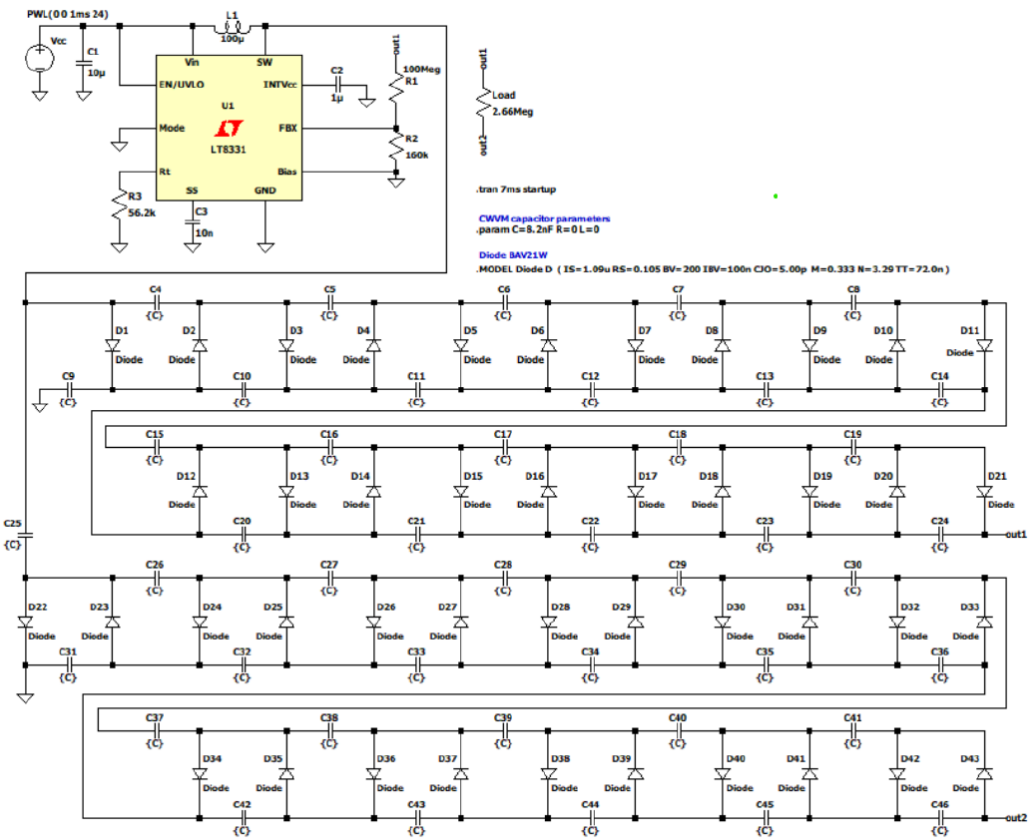 PWL(0 0 1ms 24)
Vcc
C1
10µ
L1
100µ
Vin
SW
EN/UVLO
INTVcc
U1
Mode
FBX
LT8331
Rt
Bias
SS
GND
C2
1µ
out1
100Meg
R1
R2
160k
R3
56.2k
C3
10n
out1
Load
2.66Meg
out2
.tran 7ms startup
CWVM capacitor parameters
.param C=8.2nF R=0 L=0
Diode BAV21W
.MODEL Diode D ( IS=1.09u RS=0.105 BV=200 IBV=100n CJO=5.00p M=0.333 N=3.29 TT=72.0n )
C4 C5 C6 C7 C8
{C} {C} {C} {C} {C}
D1 D2 D3 D4 D5 D6 D7 D8 D9 D10 D11
Diode Diode Diode Diode Diode Diode Diode Diode Diode Diode Diode
C9 C10 C11 C12 C13 C14
{C} {C} {C} {C} {C} {C}
C15 C16 C17 C18 C19
{C} {C} {C} {C} {C}
D12 D13 D14 D15 D16 D17 D18 D19 D20 D21
Diode Diode Diode Diode Diode Diode Diode Diode Diode Diode
C20 C21 C22 C23 C24
{C} {C} {C} {C} {C}
out1
C25
{C}
C26 C27 C28 C29 C30
{C} {C} {C} {C} {C}
D22 D23 D24 D25 D26 D27 D28 D29 D30 D31 D32 D33
Diode Diode Diode Diode Diode Diode Diode Diode Diode Diode Diode Diode
C31 C32 C33 C34 C35 C36
{C} {C} {C} {C} {C} {C}
C37 C38 C39 C40 C41
{C} {C} {C} {C} {C}
D34 D35 D36 D37 D38 D39 D40 D41 D42 D43
Diode Diode Diode Diode Diode Diode Diode Diode Diode Diode
C42 C43 C44 C45 C46
{C} {C} {C} {C} {C}
out2